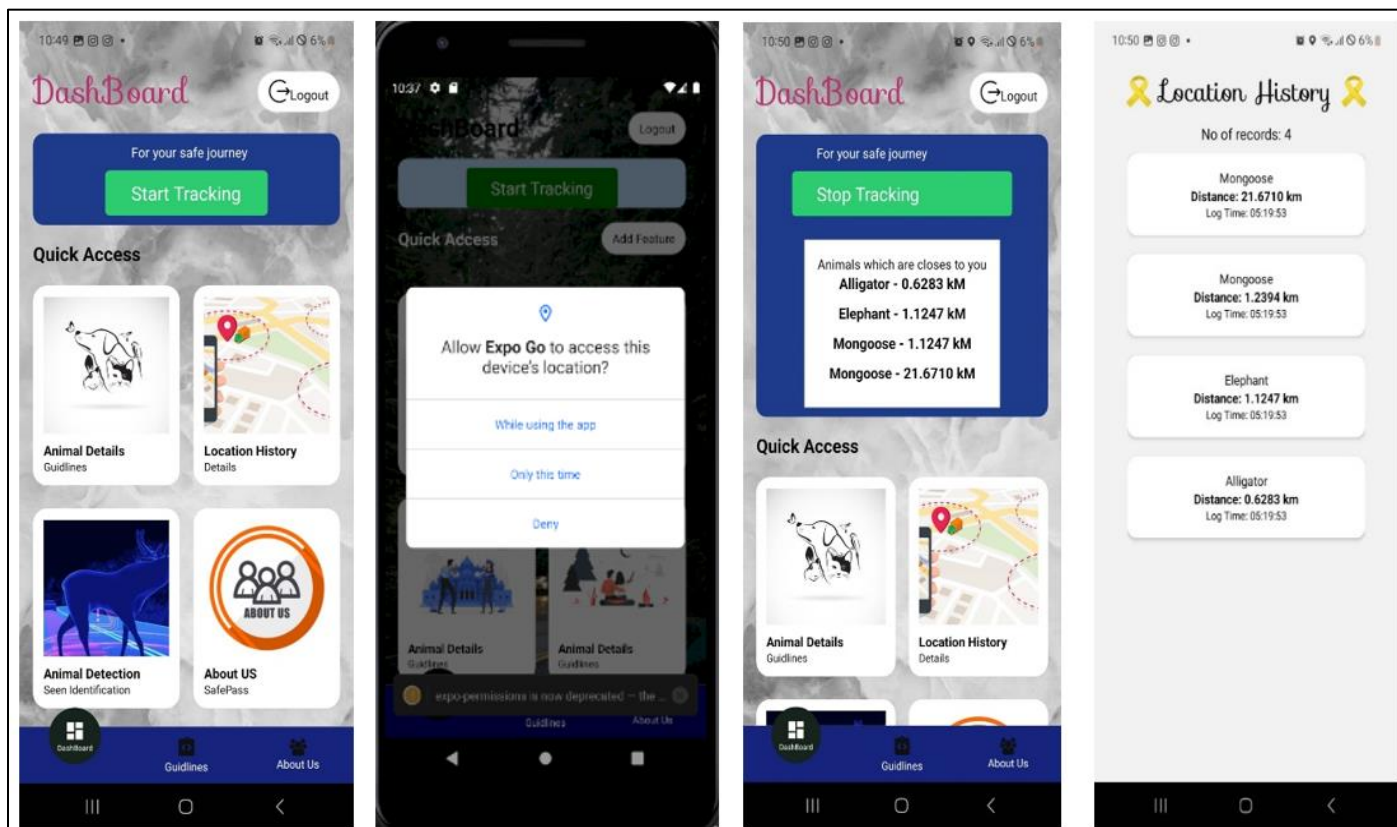 10:49
6%
DashBoard
Logout
For your safe journey
Start Tracking
Quick Access
Animal Details
Guidlines
Location History
Details
ABOUT US
Animal Detection
Seen Identification
About US
SafePass
DashBoard
Guidlines
About Us
10:37
DashBoard
Logout
Start Tracking
Quick Access
Add Feature
Allow Expo Go to access this
device's location?
While using the app
Only this time
Deny
Animal Details
Guidlines
Animal Details
Guidlines
expo-permissions is now deprecated — the ...
Guidlines
About Us
10:50
6%
DashBoard
Logout
For your safe journey
Stop Tracking
Animals which are closes to you
Alligator - 0.6283 kM
Elephant - 1.1247 kM
Mongoose - 1.1247 kM
Mongoose - 21.6710 kM
Quick Access
Animal Details
Guidlines
Location History
Details
DashBoard
Guidlines
About Us
10:50
6%
Location History
No of records: 4
Mongoose
Distance: 21.6710 km
Log Time: 05:19:53
Mongoose
Distance: 1.2394 km
Log Time: 05:19:53
Elephant
Distance: 1.1247 km
Log Time: 05:19:53
Alligator
Distance: 0.6283 km
Log Time: 05:19:53